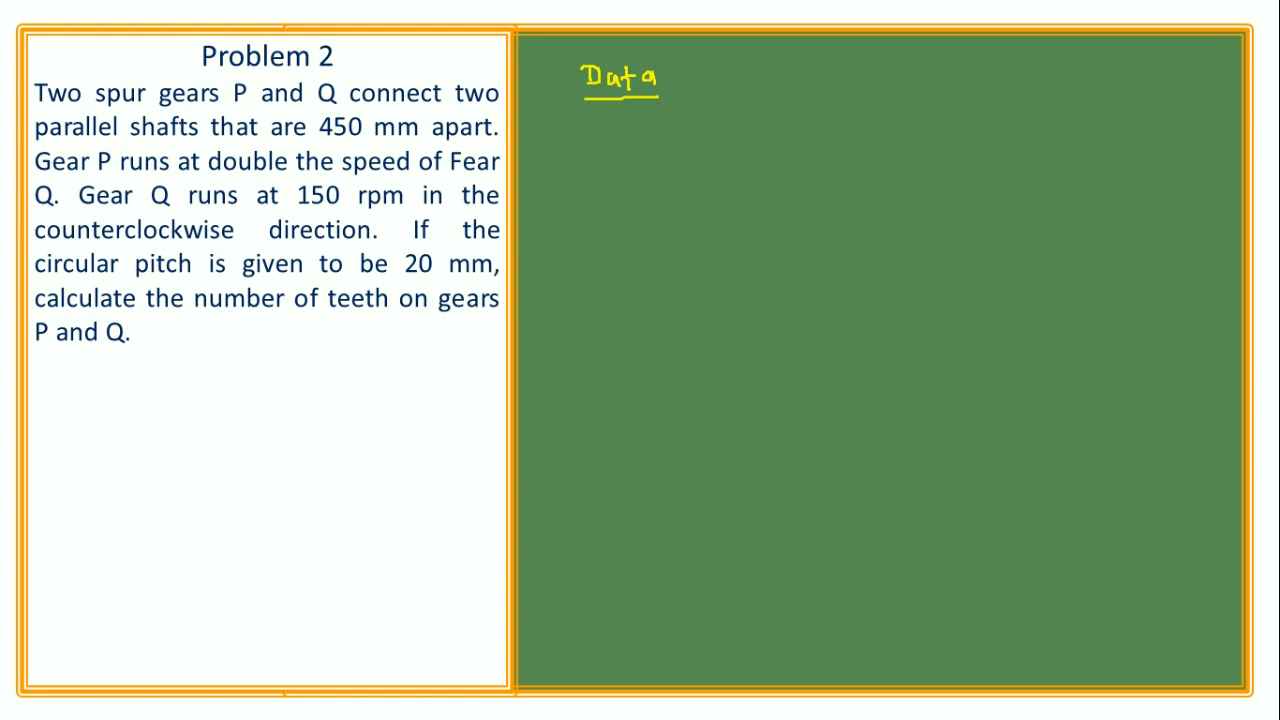 Problem 2
Two spur gears P and Q connect two
parallel shafts that are 450 mm apart.
Gear P runs at double the speed of Fear
Q. Gear Q runs at 150 rpm in the
counterclockwise direction. If the
circular pitch is given to be 20 mm,
calculate the number of teeth on gears
P and Q.
Data